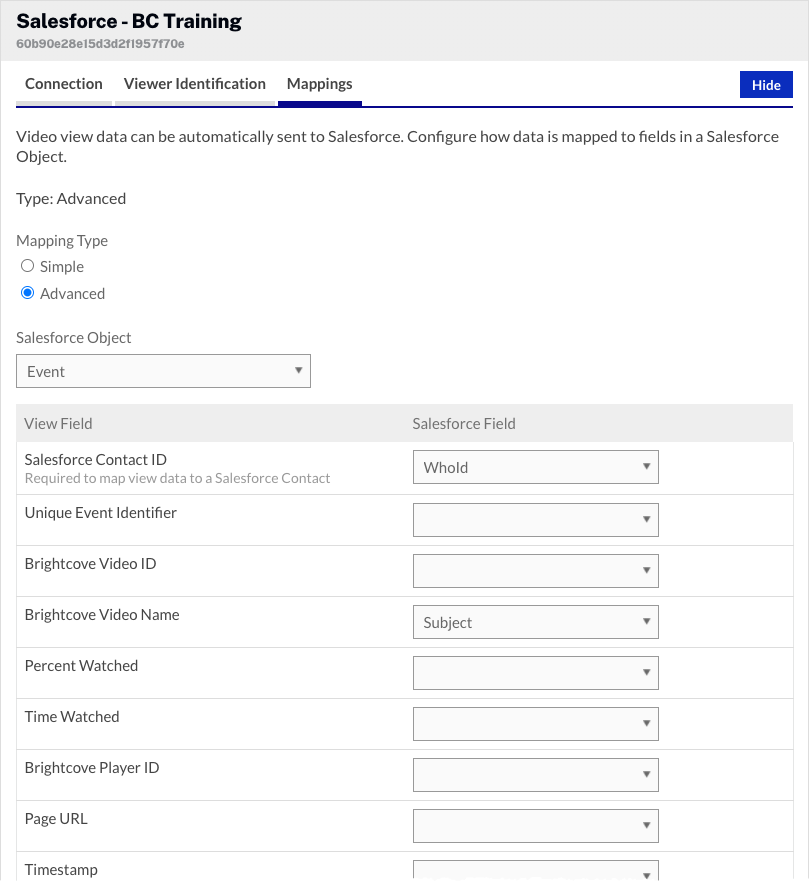 Salesforce - BC Training
60b90e28e15d3d2f1957f70e
Connection Viewer Identification Mappings Hide
Video view data can be automatically sent to Salesforce. Configure how data is mapped to fields in a Salesforce
Object.
Type: Advanced
Mapping Type
Simple
Advanced
Salesforce Object
Event
View Field Salesforce Field
Salesforce Contact ID WhoId
Required to map view data to a Salesforce Contact
Unique Event Identifier
Brightcove Video ID
Brightcove Video Name Subject
Percent Watched
Time Watched
Brightcove Player ID
Page URL
Timestamp